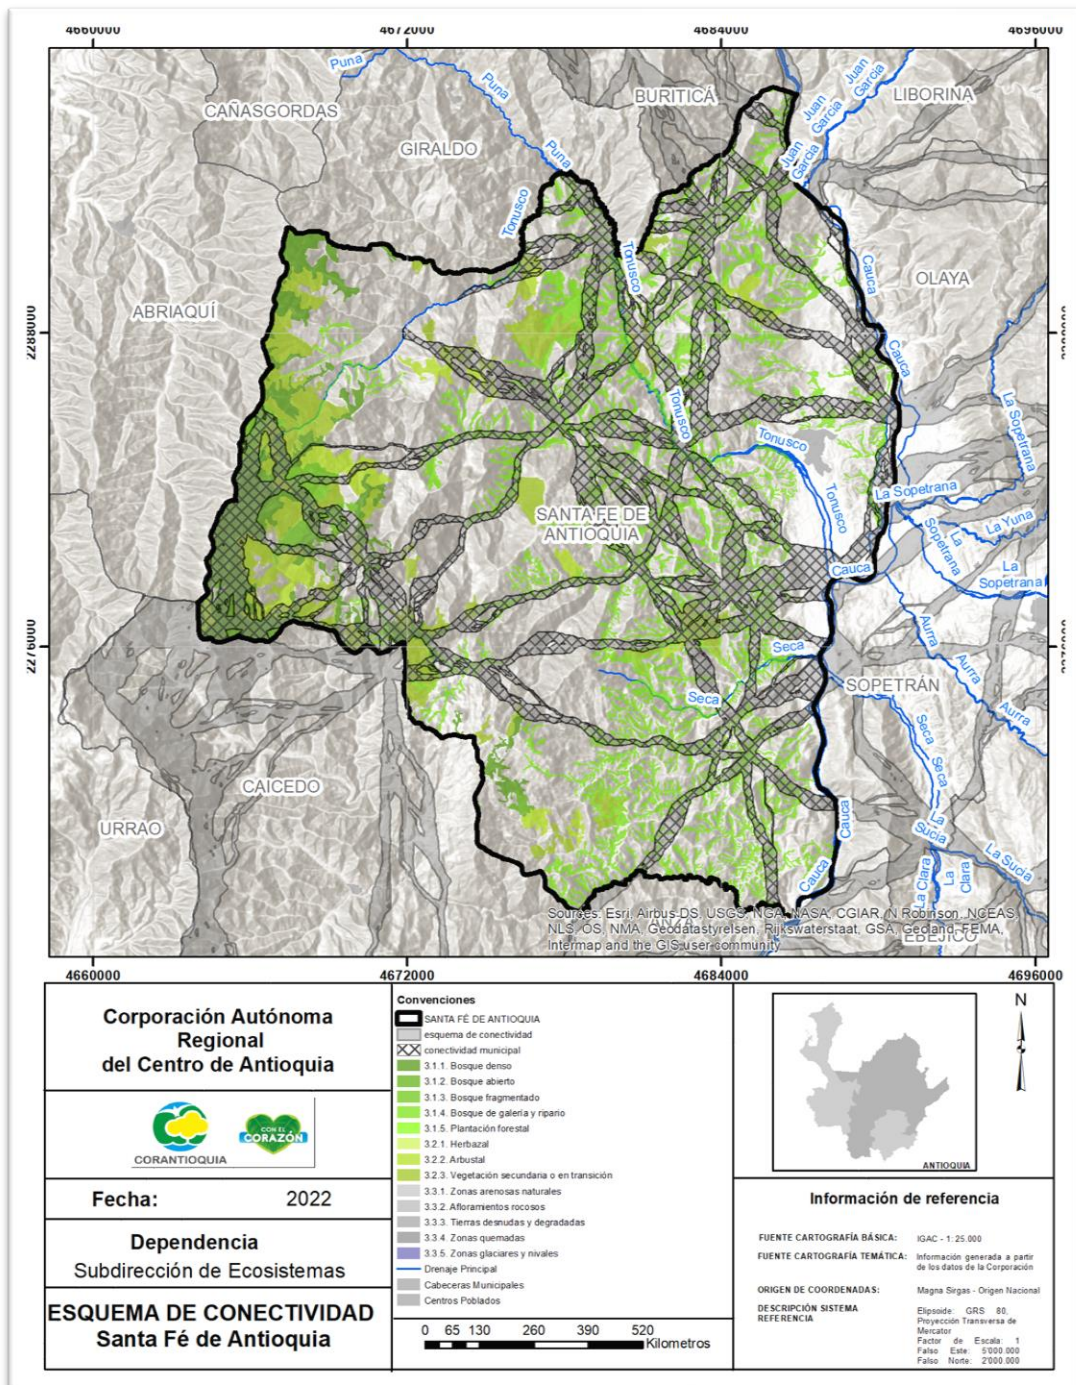 4660000
4672000
4684000
4696000
Puna
Puna
Puna
CAÑASGORDAS
GIRALDO
BURITICÁ
LIBORINA
Juan
García
Juan
García
Juan
García
Tonusco
Tonusco
Cauca
OLAYA
ABRIAQUÍ
2288000
Cauca
La Sopetrana
Tonusco
Tonusco
Tonusco
La Sopetrana
SANTA FE DE
ANTIOQUIA
La
Sopetrana
La Yuna
La
Sopetrana
Cauca
2276000
Seca
Seca
SOPETRÁN
Aurra
Aurra
Aurra
Seca
Seca
CAICEDO
URRAO
Cauca
Cauca
La
Sucia
La Sucia
La Clara
La
Clara
ANZÁ
EBÉJICO
Sources: Esri, Airbus DS, USGS, NGA, NASA, CGIAR, N Robinson, NCEAS,
NLS, OS, NMA, Geodatastyrelsen, Rijkswaterstaat, GSA, Geoland, FEMA,
Intermap and the GIS user community
4660000
4672000
4684000
4696000
Corporación Autónoma
Regional
del Centro de Antioquia
CORANTIOQUIA
CON EL
CORAZÓN
Fecha: 2022
Dependencia
Subdirección de Ecosistemas
ESQUEMA DE CONECTIVIDAD
Santa Fé de Antioquia
Convenciones
SANTA FÉ DE ANTIOQUIA
esquema de conectividad
conectividad municipal
3.1.1. Bosque denso
3.1.2. Bosque abierto
3.1.3. Bosque fragmentado
3.1.4. Bosque de galería y ripario
3.1.5. Plantación forestal
3.2.1. Herbazal
3.2.2. Arbustal
3.2.3. Vegetación secundaria o en transición
3.3.1. Zonas arenosas naturales
3.3.2. Afloramientos rocosos
3.3.3. Tierras desnudas y degradadas
3.3.4. Zonas quemadas
3.3.5. Zonas glaciares y nivales
Drenaje Principal
Cabeceras Municipales
Centros Poblados
0 65 130 260 390 520
Kilometros
N
ANTIOQUIA
Información de referencia
FUENTE CARTOGRAFÍA BÁSICA: IGAC - 1:25.000
FUENTE CARTOGRAFÍA TEMÁTICA: Información generada a partir
de los datos de la Corporación
ORIGEN DE COORDENADAS: Magna Sirgas - Origen Nacional
DESCRIPCIÓN SISTEMA
REFERENCIA
Elipsoide: GRS 80,
Proyección Transversa de
Mercator
Factor de Escala: 1
Falso Este: 5'000.000
Falso Norte: 2'000.000